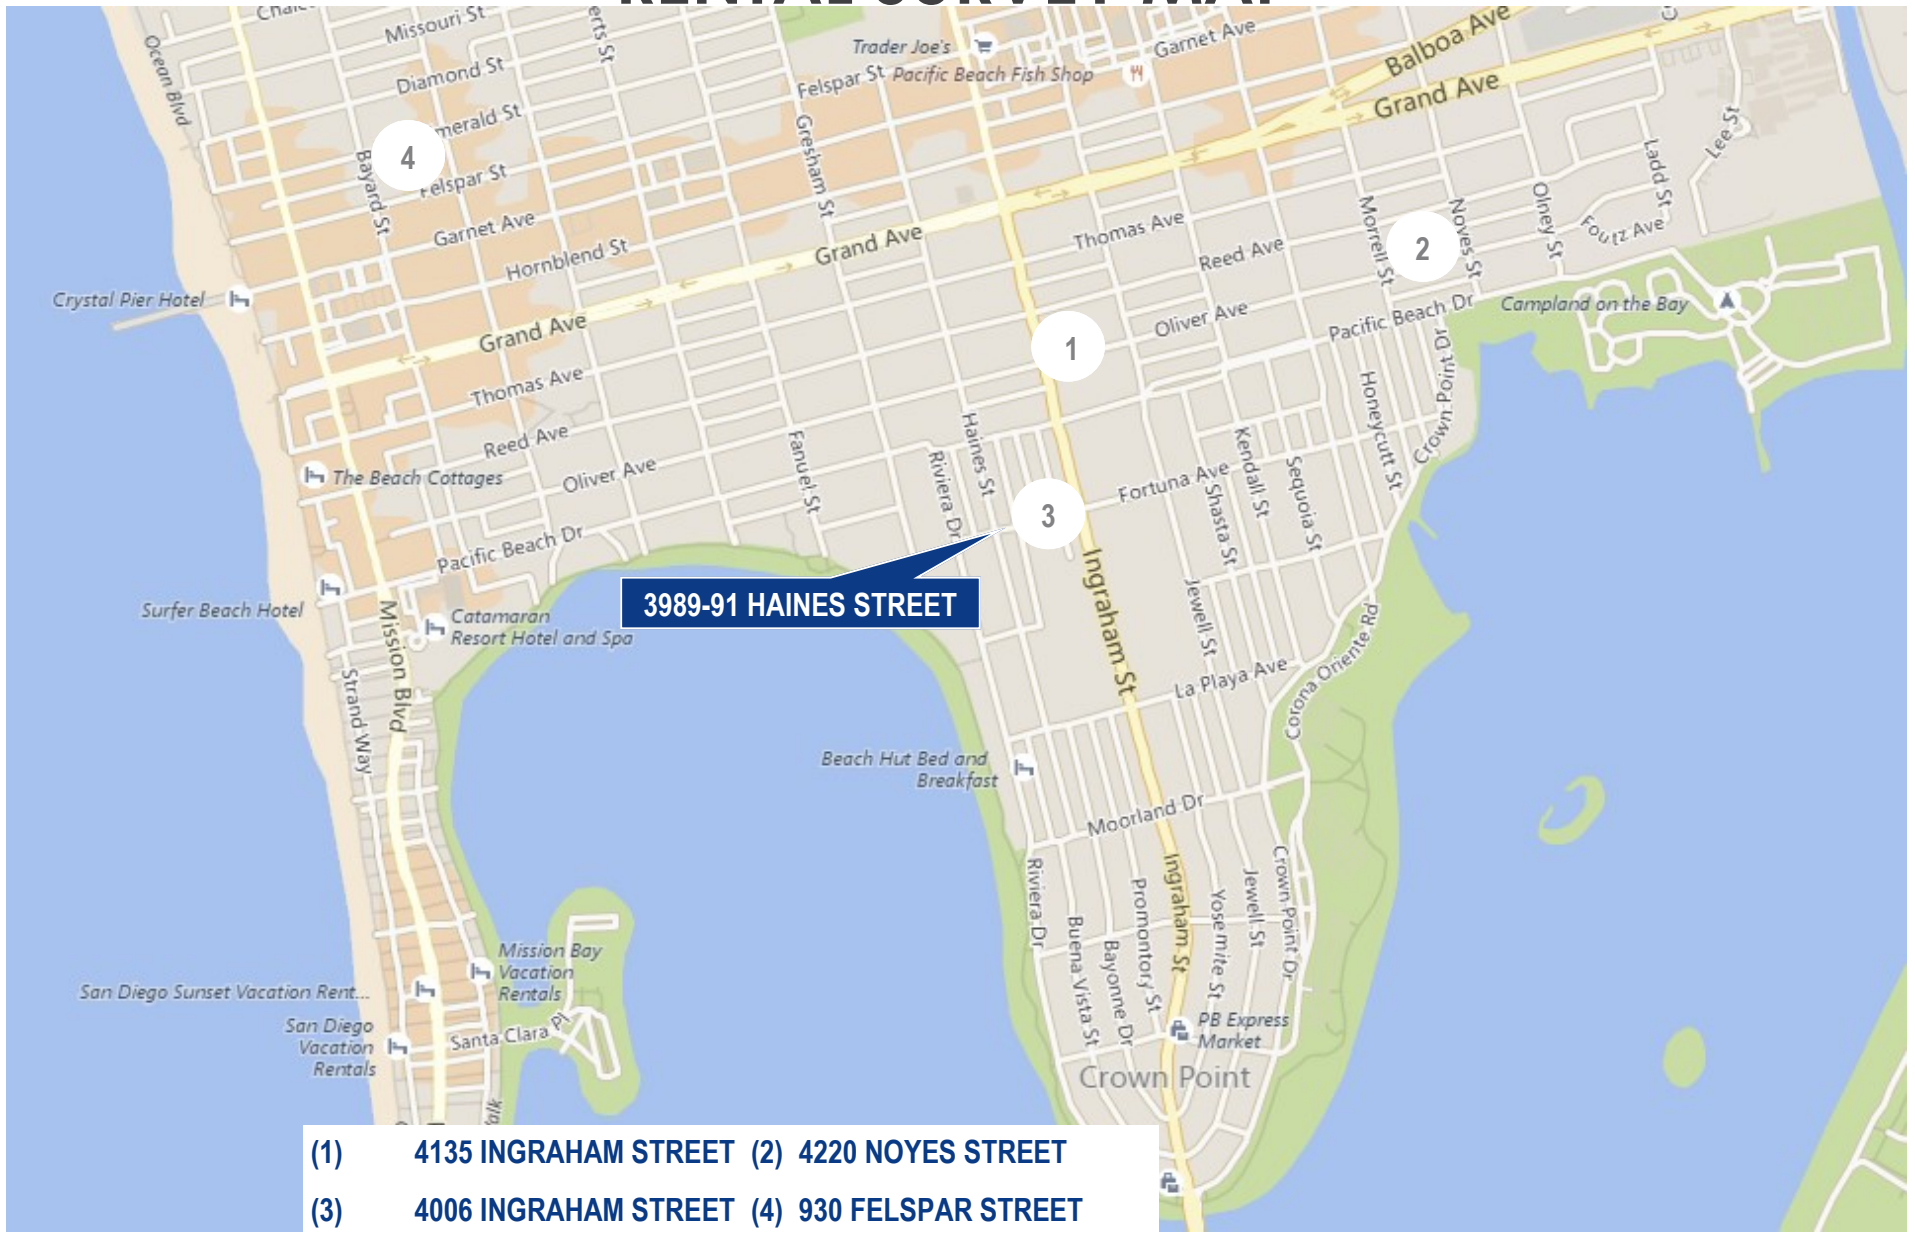 RENTAL SURVEY MAP
Missouri St
Ocean Blvd
Diamond St
Trader Joe's
Garnet Ave
Balboa Ave
Felspar St
Pacific Beach Fish Shop
Grand Ave
merald St
4
Bayard St
Felspar St
Gresham St
Ladd St
Lee St
Garnet Ave
Hornblend St
Grand Ave
Thomas Ave
Reed Ave
Morrell St
2
Noyes St
Olney St
Foutz Ave
Crystal Pier Hotel
Grand Ave
1
Oliver Ave
Pacific Beach Dr
Campland on the Bay
Thomas Ave
Reed Ave
Oliver Ave
Fanuel St
Haines St
Riviera Dr
Honeycutt St
Crown Point Dr
The Beach Cottages
3
Fortuna Ave
Shasta St
Kendall St
Sequoia St
Pacific Beach Dr
Ingraham St
3989-91 HAINES STREET
Surfer Beach Hotel
Mission Blvd
Catamaran
Resort Hotel and Spa
Jewell St
Strand Way
La Playa Ave
Corona Oriente Rd
Beach Hut Bed and
Breakfast
Moorland Dr
Riviera Dr
Buena Vista St
Bayonne Dr
Promontory St
Ingraham St
Yosemite St
Jewell St
Crown Point Dr
Mission Bay
Vacation
Rentals
San Diego Sunset Vacation Rent...
San Diego
Vacation
Rentals
Santa Clara Pl
PB Express
Market
Crown Point
alk
(1) 4135 INGRAHAM STREET (2) 4220 NOYES STREET
(3) 4006 INGRAHAM STREET (4) 930 FELSPAR STREET